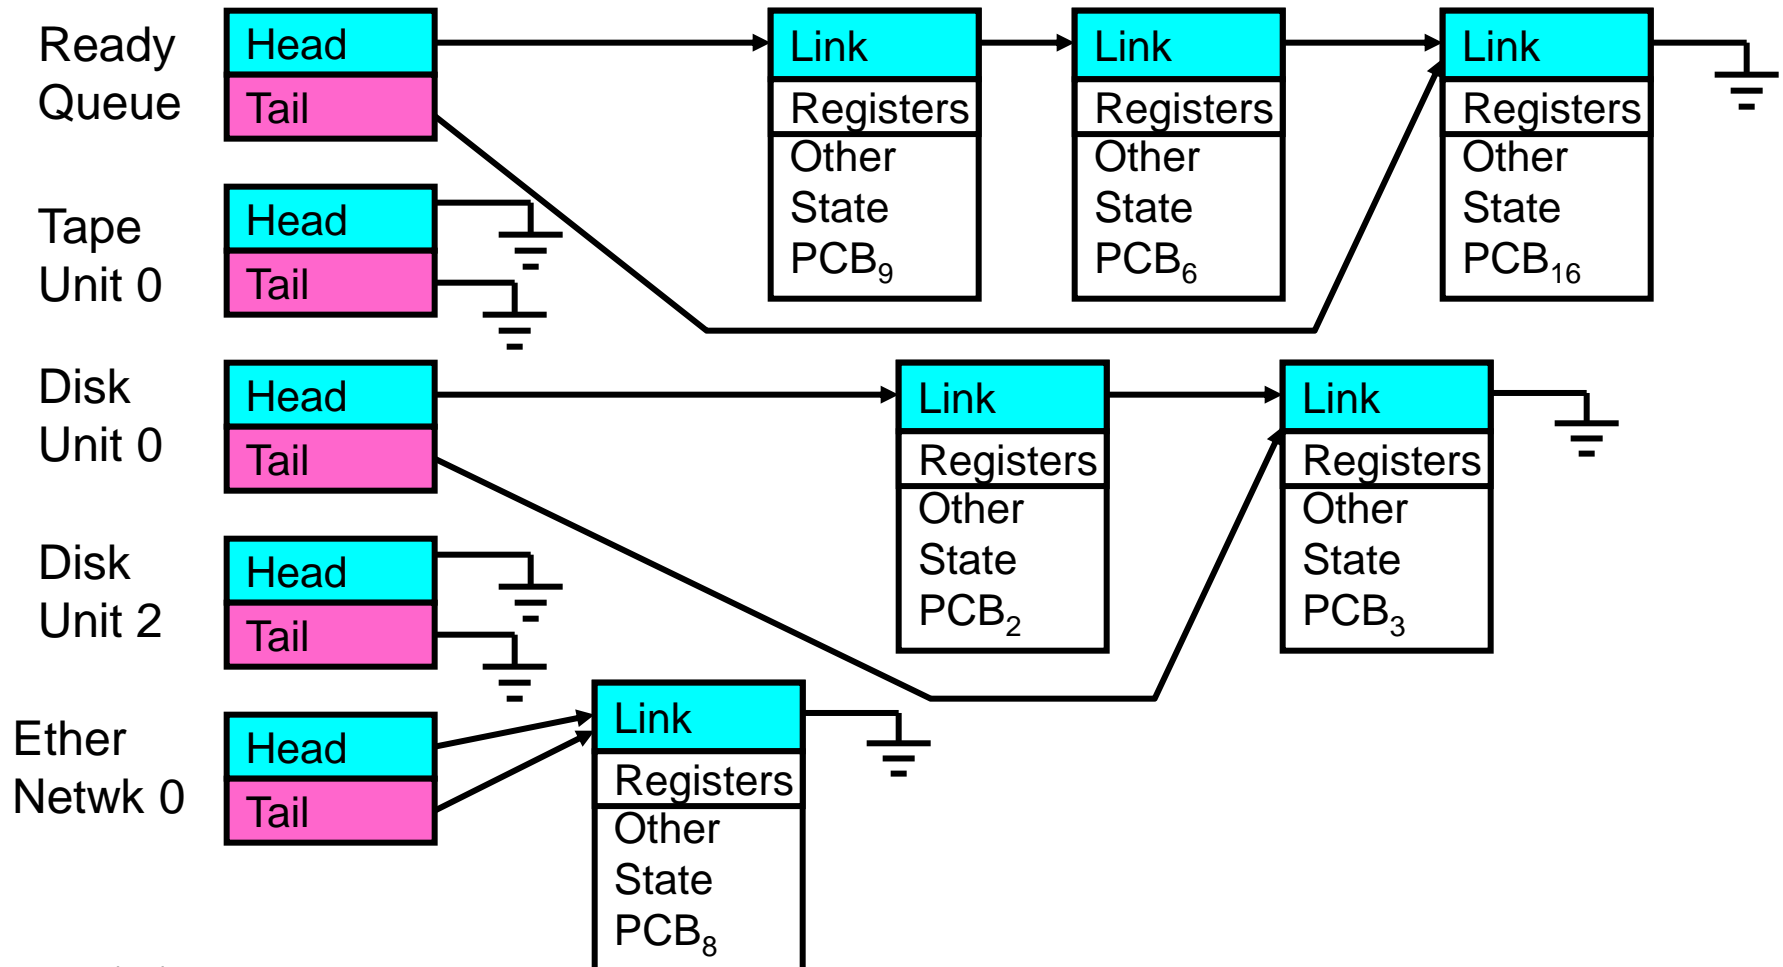 Ready
Queue
Head
Tail
Link
Registers
Other
State
PCB9
Link
Registers
Other
State
PCB6
Link
Registers
Other
State
PCB16
Tape
Unit 0
Head
Tail
Disk
Unit 0
Head
Tail
Link
Registers
Other
State
PCB2
Link
Registers
Other
State
PCB3
Disk
Unit 2
Head
Tail
Ether
Netwk 0
Head
Tail
Link
Registers
Other
State
PCB8